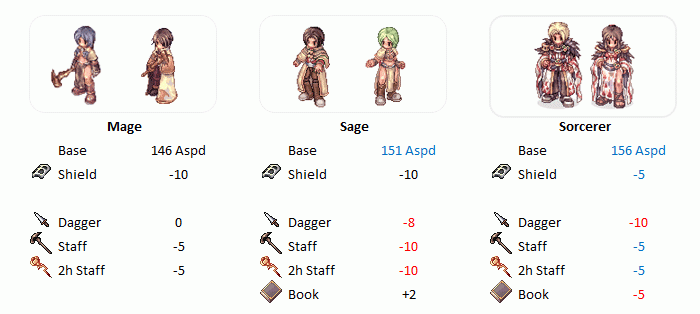 Mage
Base 146 Aspd
Shield -10
Dagger 0
Staff -5
2h Staff -5
Sage
Base 151 Aspd
Shield -10
Dagger -8
Staff -10
2h Staff -10
Book +2
Sorcerer
Base 156 Aspd
Shield -5
Dagger -10
Staff -5
2h Staff -5
Book -5